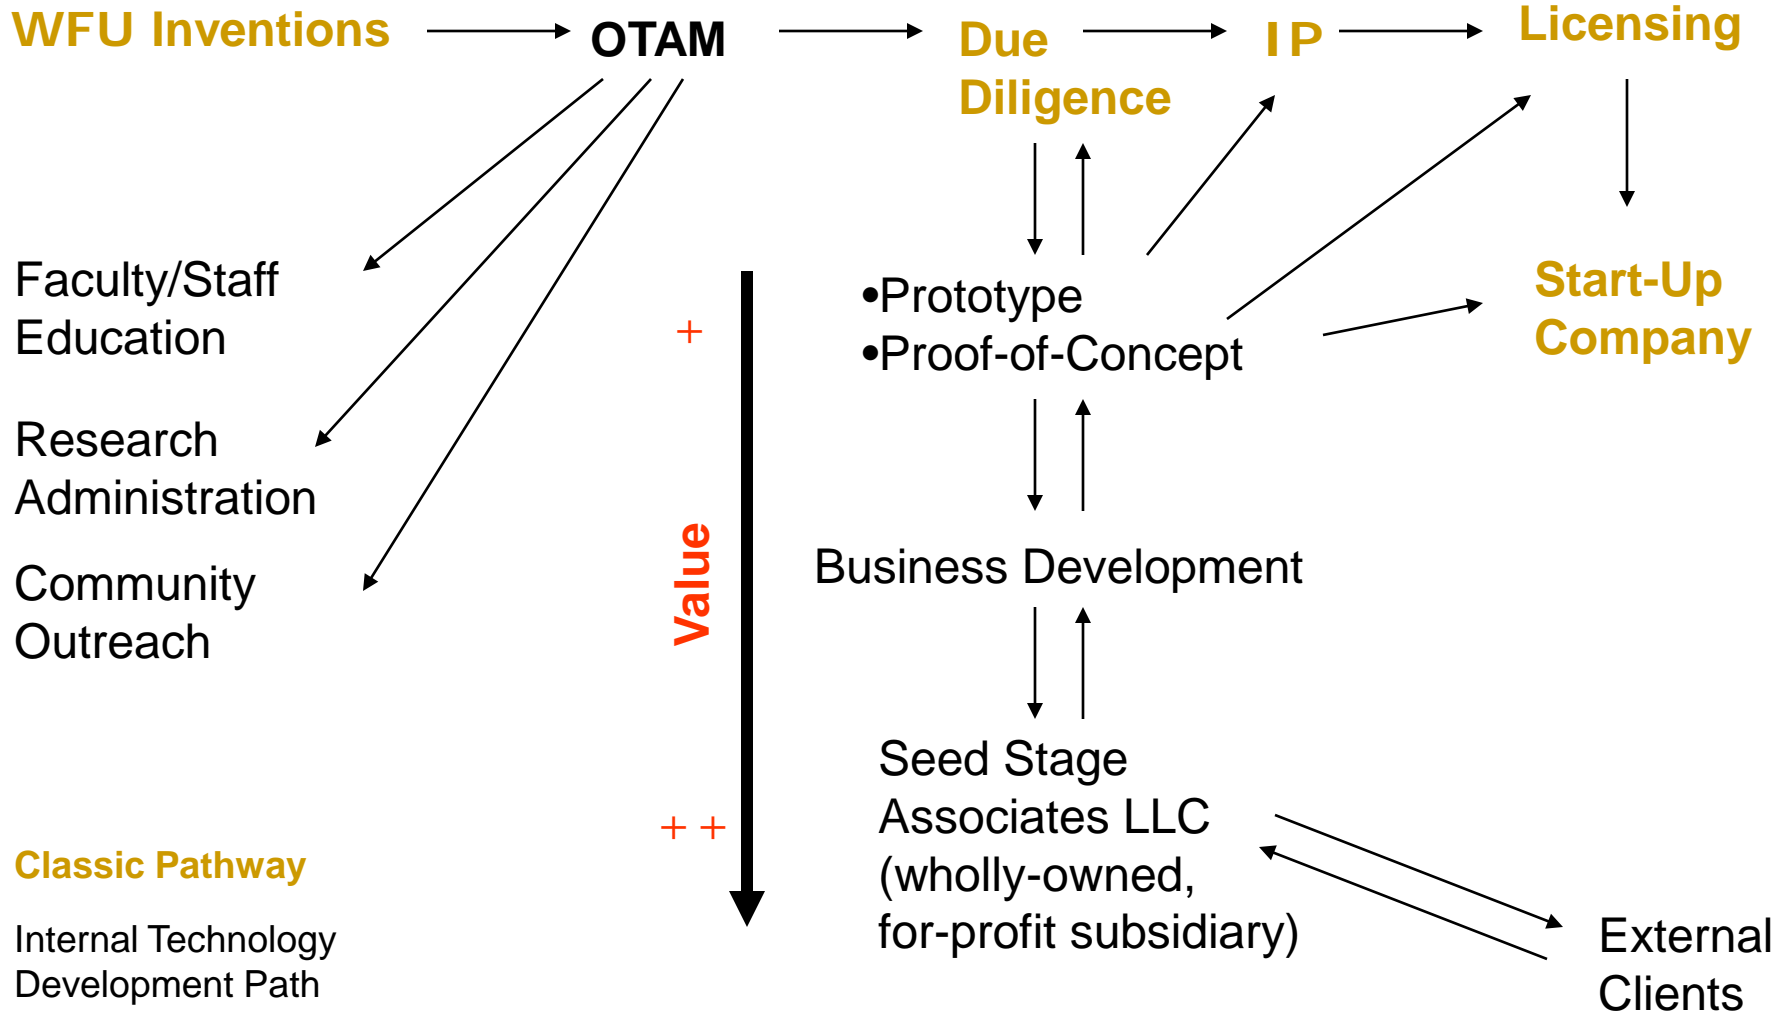 WFU Inventions
OTAM
Due
Diligence
IP
Licensing
Faculty/Staff
Education
Research
Administration
Community
Outreach
+
Value
+ +
•Prototype
•Proof-of-Concept
Start-Up
Company
Business Development
Seed Stage
Associates LLC
(wholly-owned,
for-profit subsidiary)
External
Clients
Classic Pathway
Internal Technology
Development Path